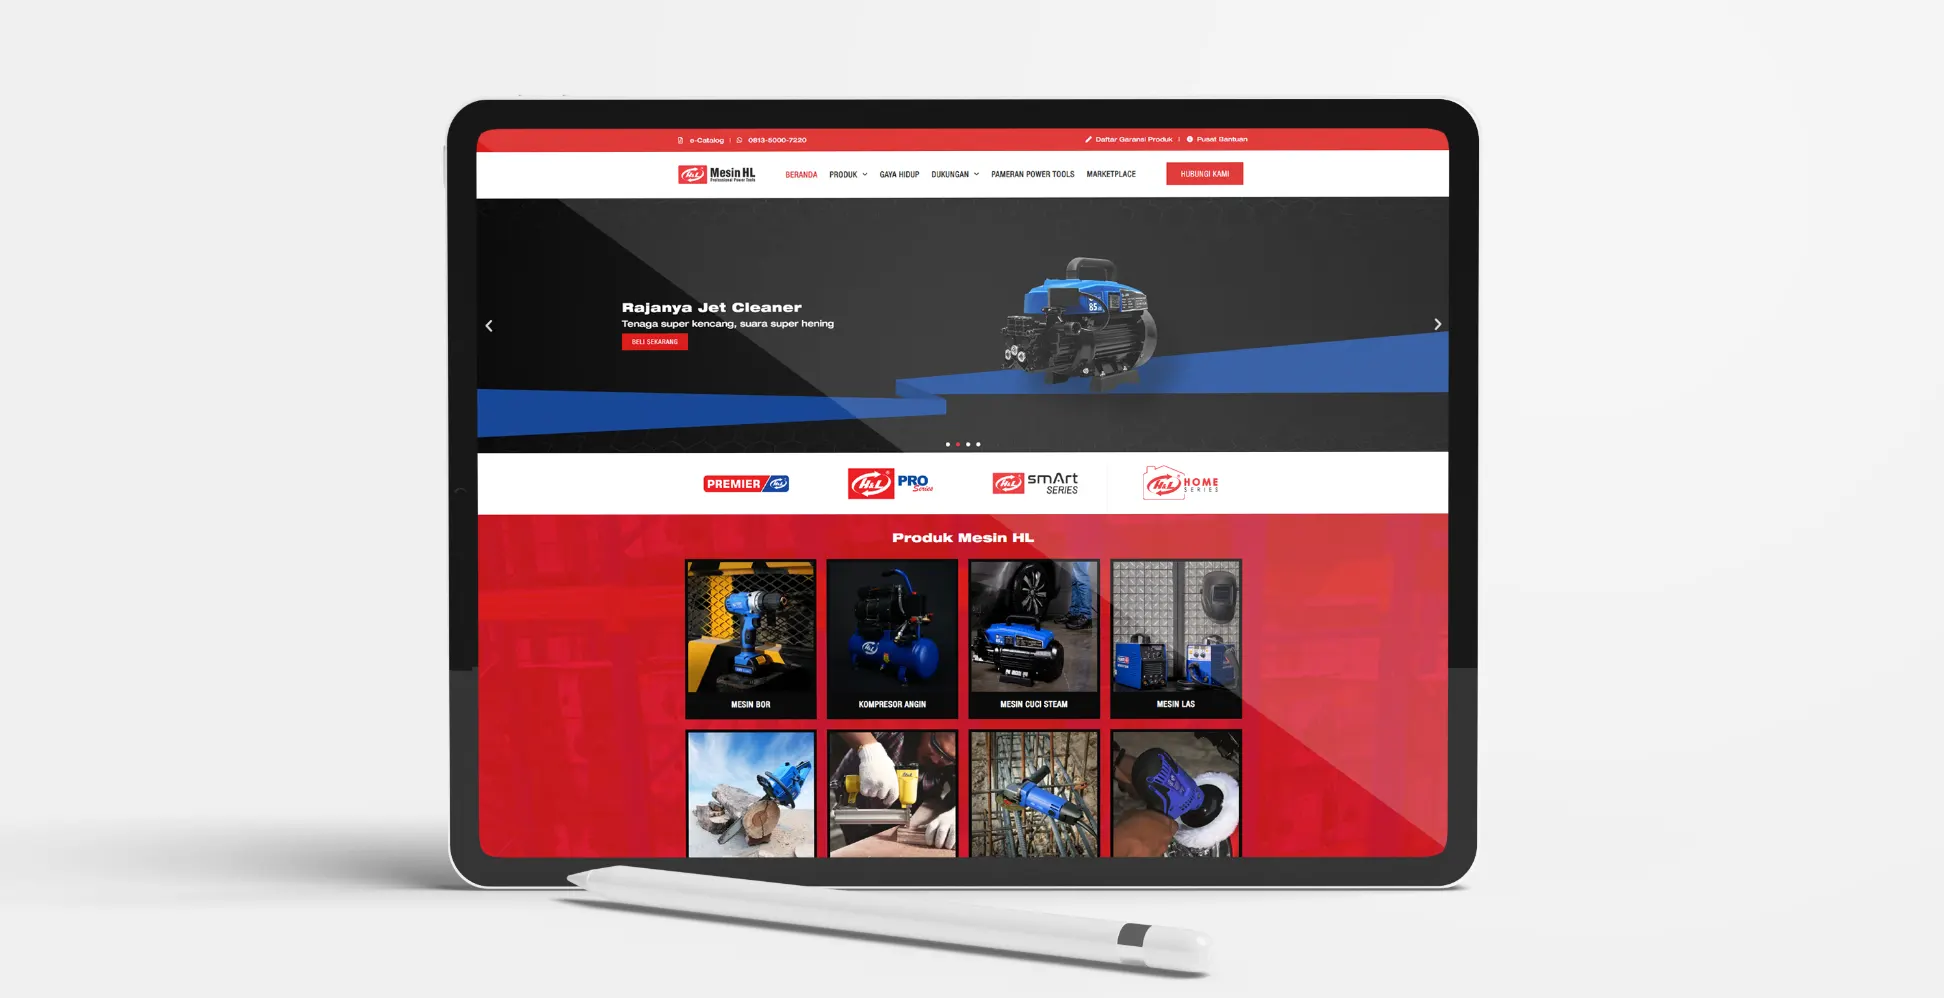 e-Catalog | 0813-5000-7220
Daftar Garansi Produk | Pusat Bantuan
H&L Mesin HL
Professional Power Tools
BERANDA PRODUK GAYA HIDUP DUKUNGAN PAMERAN POWER TOOLS MARKETPLACE HUBUNGI KAMI
Rajanya Jet Cleaner
Tenaga super kencang, suara super hening
BELI SEKARANG
PREMIER H&L
H&L PRO Series
H&L smArt SERIES
H&L HOME SERIES
Produk Mesin HL
MESIN BOR
KOMPRESOR ANGIN
MESIN CUCI STEAM
MESIN LAS